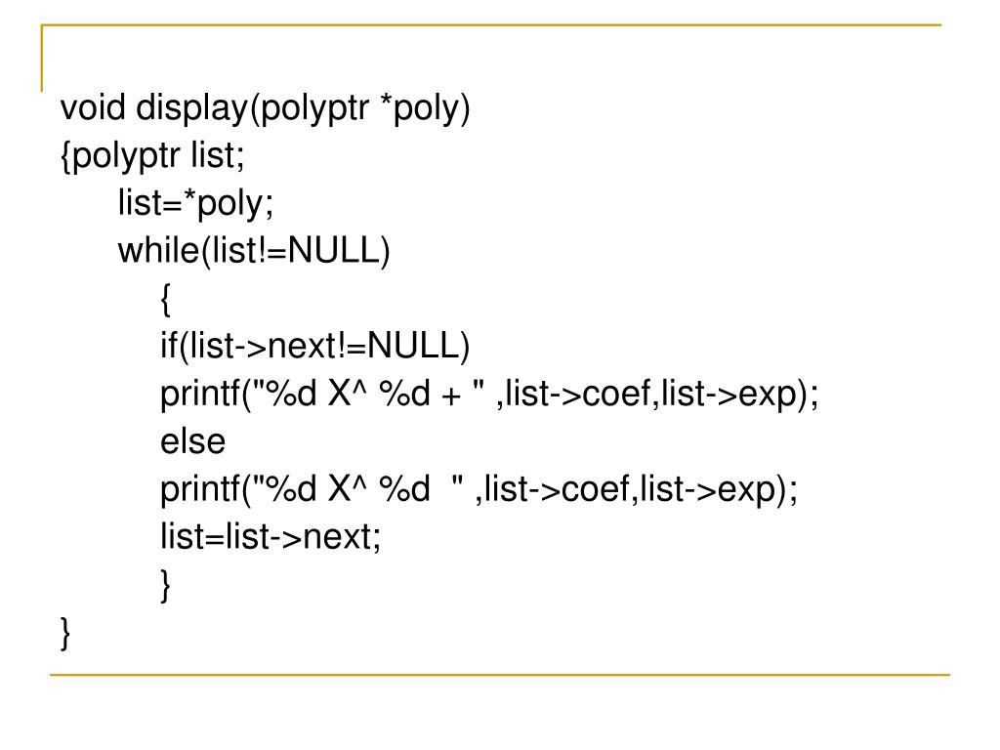 void display(polyptr *poly)
{polyptr list;
list=*poly;
while(list!=NULL)
{
if(list->next!=NULL)
printf("%d X^ %d + " ,list->coef,list->exp);
else
printf("%d X^ %d  " ,list->coef,list->exp);
list=list->next;
}
}